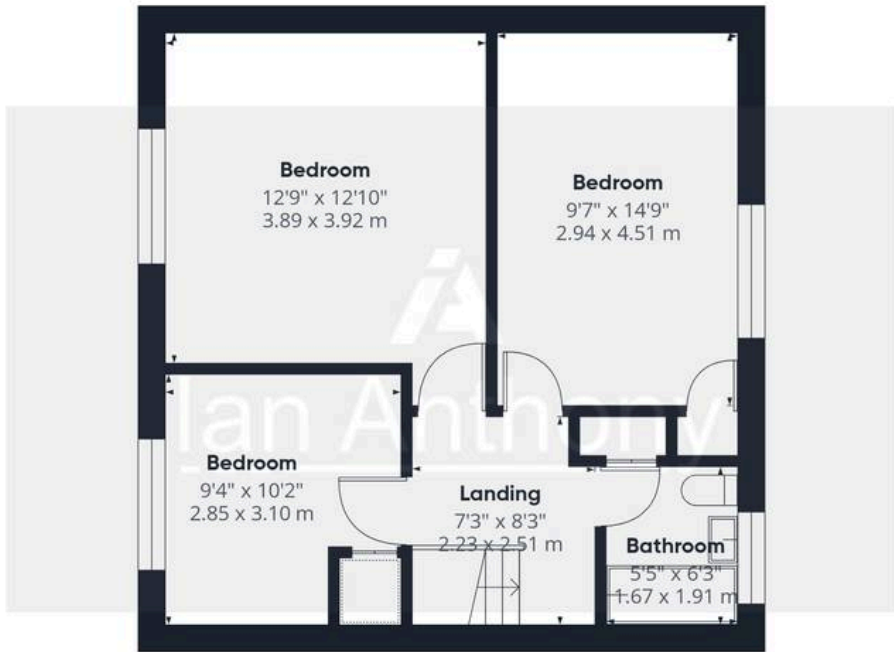 Bedroom
12'9" x 12'10"
3.89 x 3.92 m
Bedroom
9'7" x 14'9"
2.94 x 4.51 m
Ian Anthony
Bedroom
9'4" x 10'2"
2.85 x 3.10 m
Landing
7'3" x 8'3"
2.23 x 2.51 m
Bathroom
5'5" x 6'3"
1.67 x 1.91 m